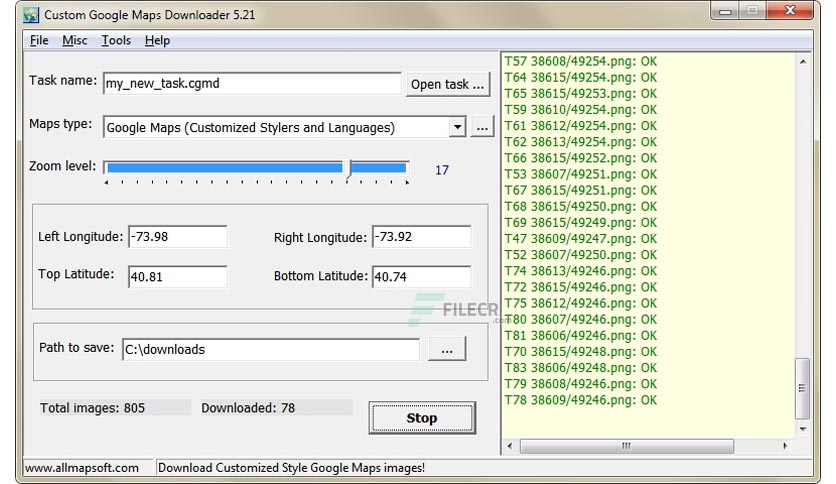 Custom Google Maps Downloader 5.21
File Misc Tools Help
Task name: my_new_task.cgmd Open task ...
Maps type: Google Maps (Customized Stylers and Languages) ...
Zoom level: 17
Left Longitude: -73.98 Right Longitude: -73.92
Top Latitude: 40.81 Bottom Latitude: 40.74
FILECR
.com
Path to save: C:\downloads ...
Total images: 805 Downloaded: 78 Stop
T57 38608/49254.png: OK
T64 38615/49254.png: OK
T65 38615/49253.png: OK
T59 38610/49254.png: OK
T61 38612/49254.png: OK
T62 38613/49254.png: OK
T66 38615/49252.png: OK
T53 38607/49251.png: OK
T67 38615/49251.png: OK
T68 38615/49250.png: OK
T69 38615/49249.png: OK
T47 38609/49247.png: OK
T52 38607/49250.png: OK
T74 38613/49246.png: OK
T72 38615/49246.png: OK
T75 38612/49246.png: OK
T80 38607/49246.png: OK
T81 38606/49246.png: OK
T70 38615/49248.png: OK
T83 38606/49248.png: OK
T79 38608/49246.png: OK
T78 38609/49246.png: OK
www.allmapsoft.com Download Customized Style Google Maps images!